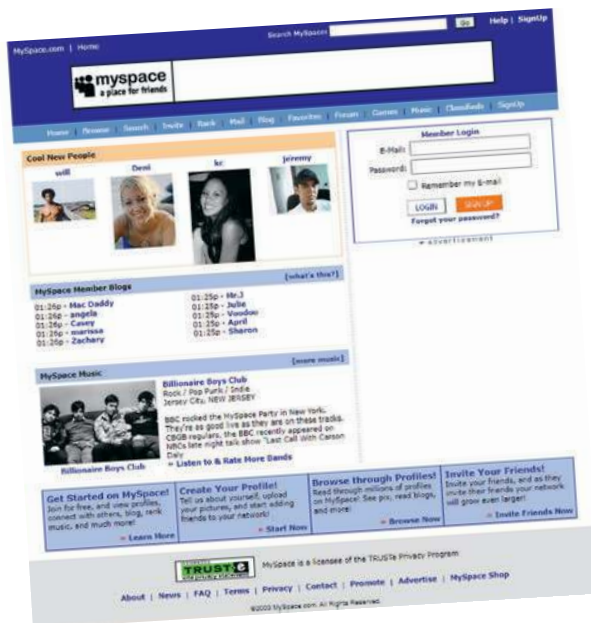 MySpace.com | Home
Search MySpace
Go
Help | SignUp
myspace
a place for friends
Home | Browse | Search | Invite | Rank | Mail | Blog | Favorites | Forum | Games | Music | Classifieds | SignUp
Cool New People
will
Demi
kc
jeremy
Member Login
E-Mail:
Password:
Remember my E-mail
LOGIN
SIGN UP!
Forgot your password?
advertisement
MySpace Member Blogs
[what's this?]
01:26p - Mac Daddy
01:26p - angela
01:26p - Casey
01:26p - marissa
01:26p - Zachary
01:25p - Mr.J
01:25p - Julie
01:25p - Voodou
01:25p - April
01:25p - Sharon
MySpace Music
[more music]
Billionaire Boys Club
Billionaire Boys Club
Rock / Pop Punk / Indie
Jersey City, NEW JERSEY
BBC rocked the MySpace Party in New York.
They're as good live as they are on these tracks.
CBGB regulars, the BBC recently appeared on
NBCs late night talk show "Last Call With Carson
Daly
» Listen to & Rate More Bands
Get Started on MySpace!
Join for free, and view profiles,
connect with others, blog, rank
music, and much more!
» Learn More
Create Your Profile!
Tell us about yourself, upload
your pictures, and start adding
friends to your network!
» Start Now
Browse through Profiles!
Read through millions of profiles
on MySpace! See pix, read blogs,
and more!
» Browse Now
Invite Your Friends!
Invite your friends, and as they
invite their friends your network
will grow even larger!
» Invite Friends Now
TRUSTe
MySpace is a licensee of the TRUSTe Privacy Program
About | News | FAQ | Terms | Privacy | Contact | Promote | Advertise | MySpace Shop
©2003 MySpace.com All Rights Reserved.